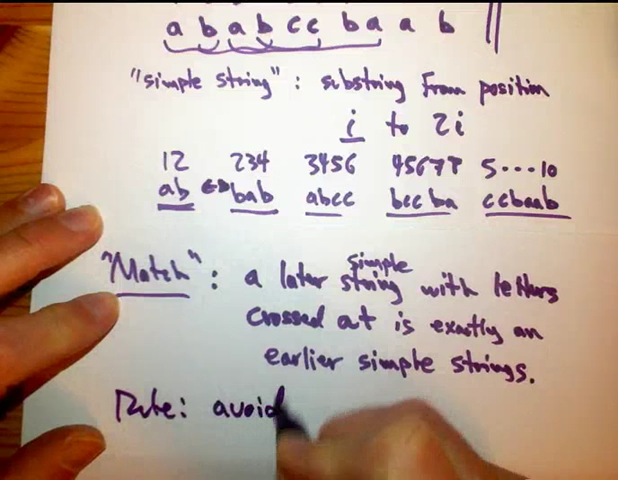 a b a b c c b a a b
"simple string": substring from position
i to 2i
12 234 3456 45678 5...10
ab ↔ bab abcc bccba ccbaab
"Match": a later simple string with letters
crossed at is exactly an
earlier simple strings.
Rule: avoid